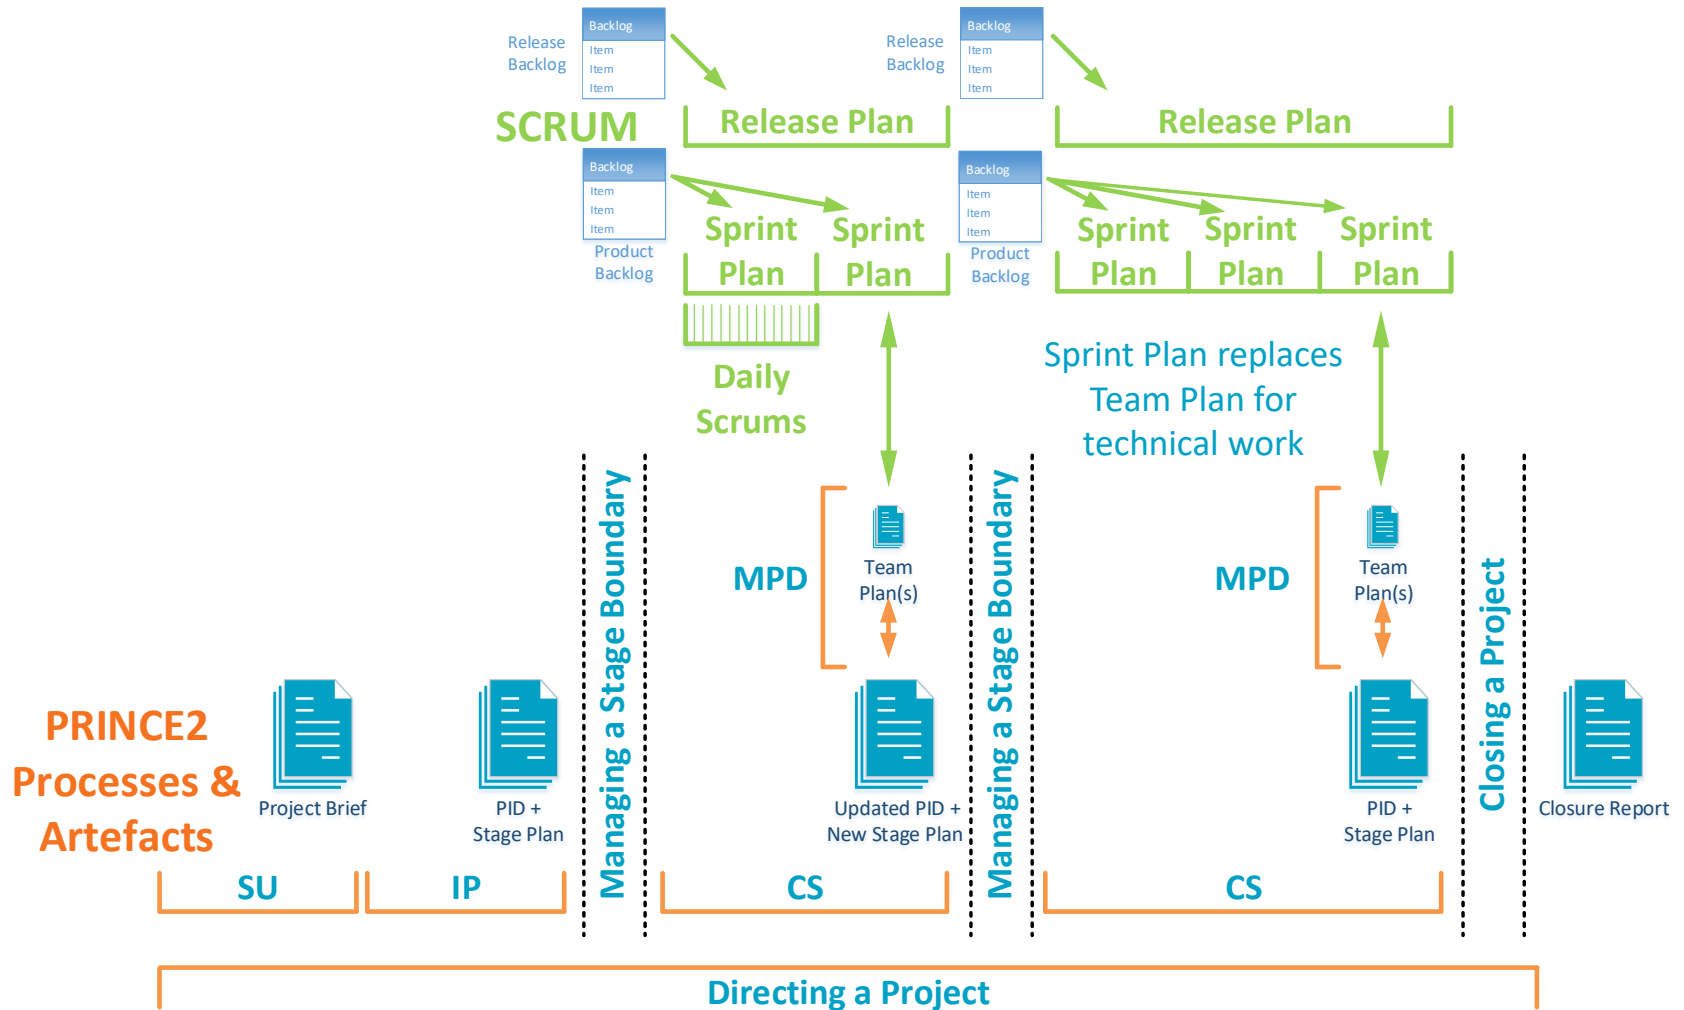 Backlog
Item
Item
Item
Release
Backlog
Backlog
Item
Item
Item
Release
Backlog
SCRUM
Release Plan
Release Plan
Backlog
Item
Item
Item
Product
Backlog
Backlog
Item
Item
Item
Product
Backlog
Sprint
Plan
Sprint
Plan
Sprint
Plan
Sprint
Plan
Sprint
Plan
Daily
Scrums
Sprint Plan replaces
Team Plan for
technical work
Managing a Stage Boundary
MPD
Team
Plan(s)
Managing a Stage Boundary
MPD
Team
Plan(s)
Closing a Project
PRINCE2
Processes &
Artefacts
Project Brief
PID +
Stage Plan
Updated PID +
New Stage Plan
PID +
Stage Plan
Closure Report
SU
IP
CS
CS
Directing a Project